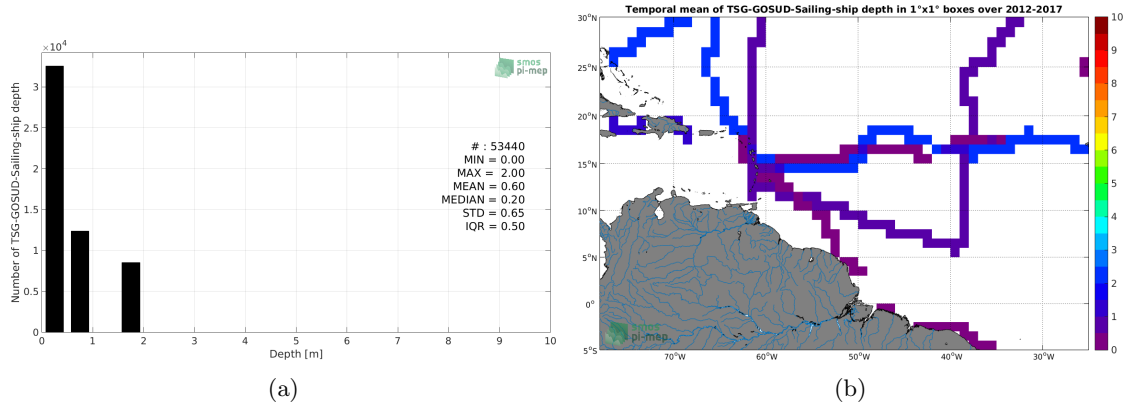 ×10⁴
3
2.5
2
1.5
1
0.5
0
0 1 2 3 4 5 6 7 8 9 10
Depth [m]
Number of TSG-GOSUD-Sailing-ship depth
smos
pi-mep
# : 53440
MIN = 0.00
MAX = 2.00
MEAN = 0.60
MEDIAN = 0.20
STD = 0.65
IQR = 0.50
(a)
Temporal mean of TSG-GOSUD-Sailing-ship depth in 1°x1° boxes over 2012-2017
30°N
25°N
20°N
15°N
10°N
5°N
0°
5°S
70°W 60°W 50°W 40°W 30°W
smos
pi-mep
10
9
8
7
6
5
4
3
2
1
0
(b)